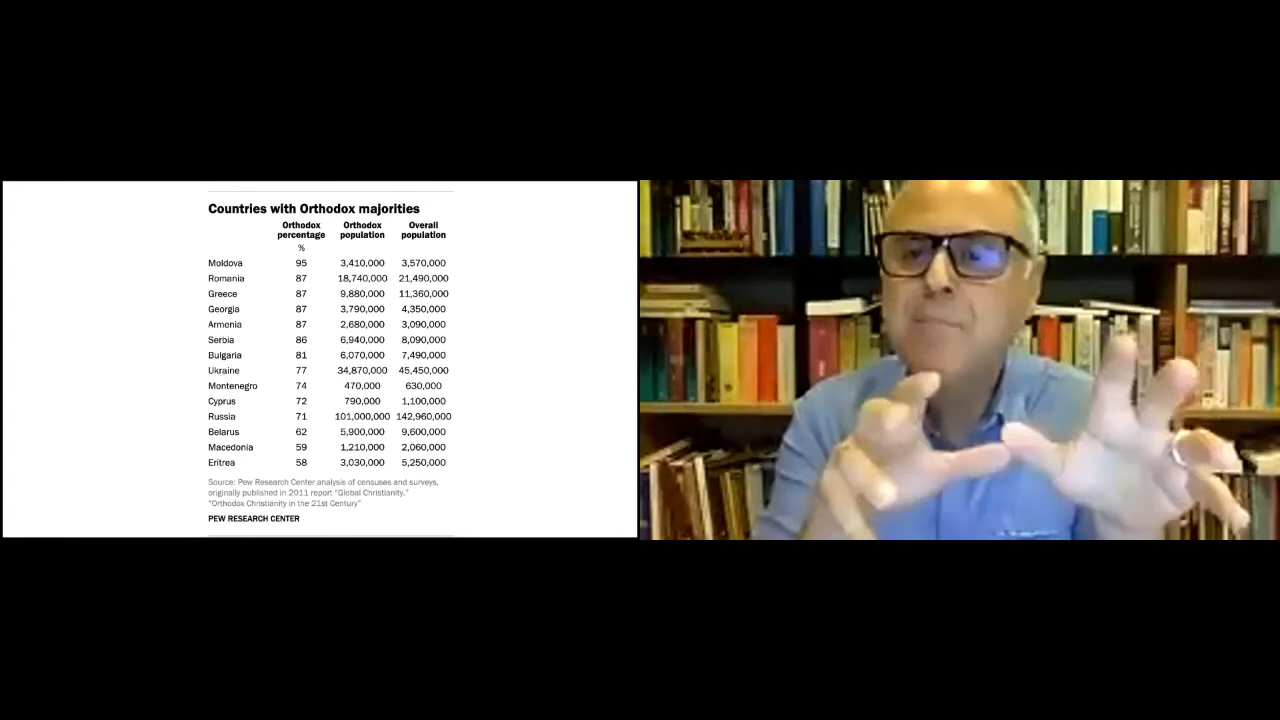 Countries with Orthodox majorities
Orthodox percentage Orthodox population Overall population
%
Moldova 95 3,410,000 3,570,000
Romania 87 18,740,000 21,490,000
Greece 87 9,880,000 11,360,000
Georgia 87 3,790,000 4,350,000
Armenia 87 2,680,000 3,090,000
Serbia 86 6,940,000 8,090,000
Bulgaria 81 6,070,000 7,490,000
Ukraine 77 34,870,000 45,450,000
Montenegro 74 470,000 630,000
Cyprus 72 790,000 1,100,000
Russia 71 101,000,000 142,960,000
Belarus 62 5,900,000 9,600,000
Macedonia 59 1,210,000 2,060,000
Eritrea 58 3,030,000 5,250,000
Source: Pew Research Center analysis of censuses and surveys,
originally published in 2011 report “Global Christianity.”
“Orthodox Christianity in the 21st Century”
PEW RESEARCH CENTER